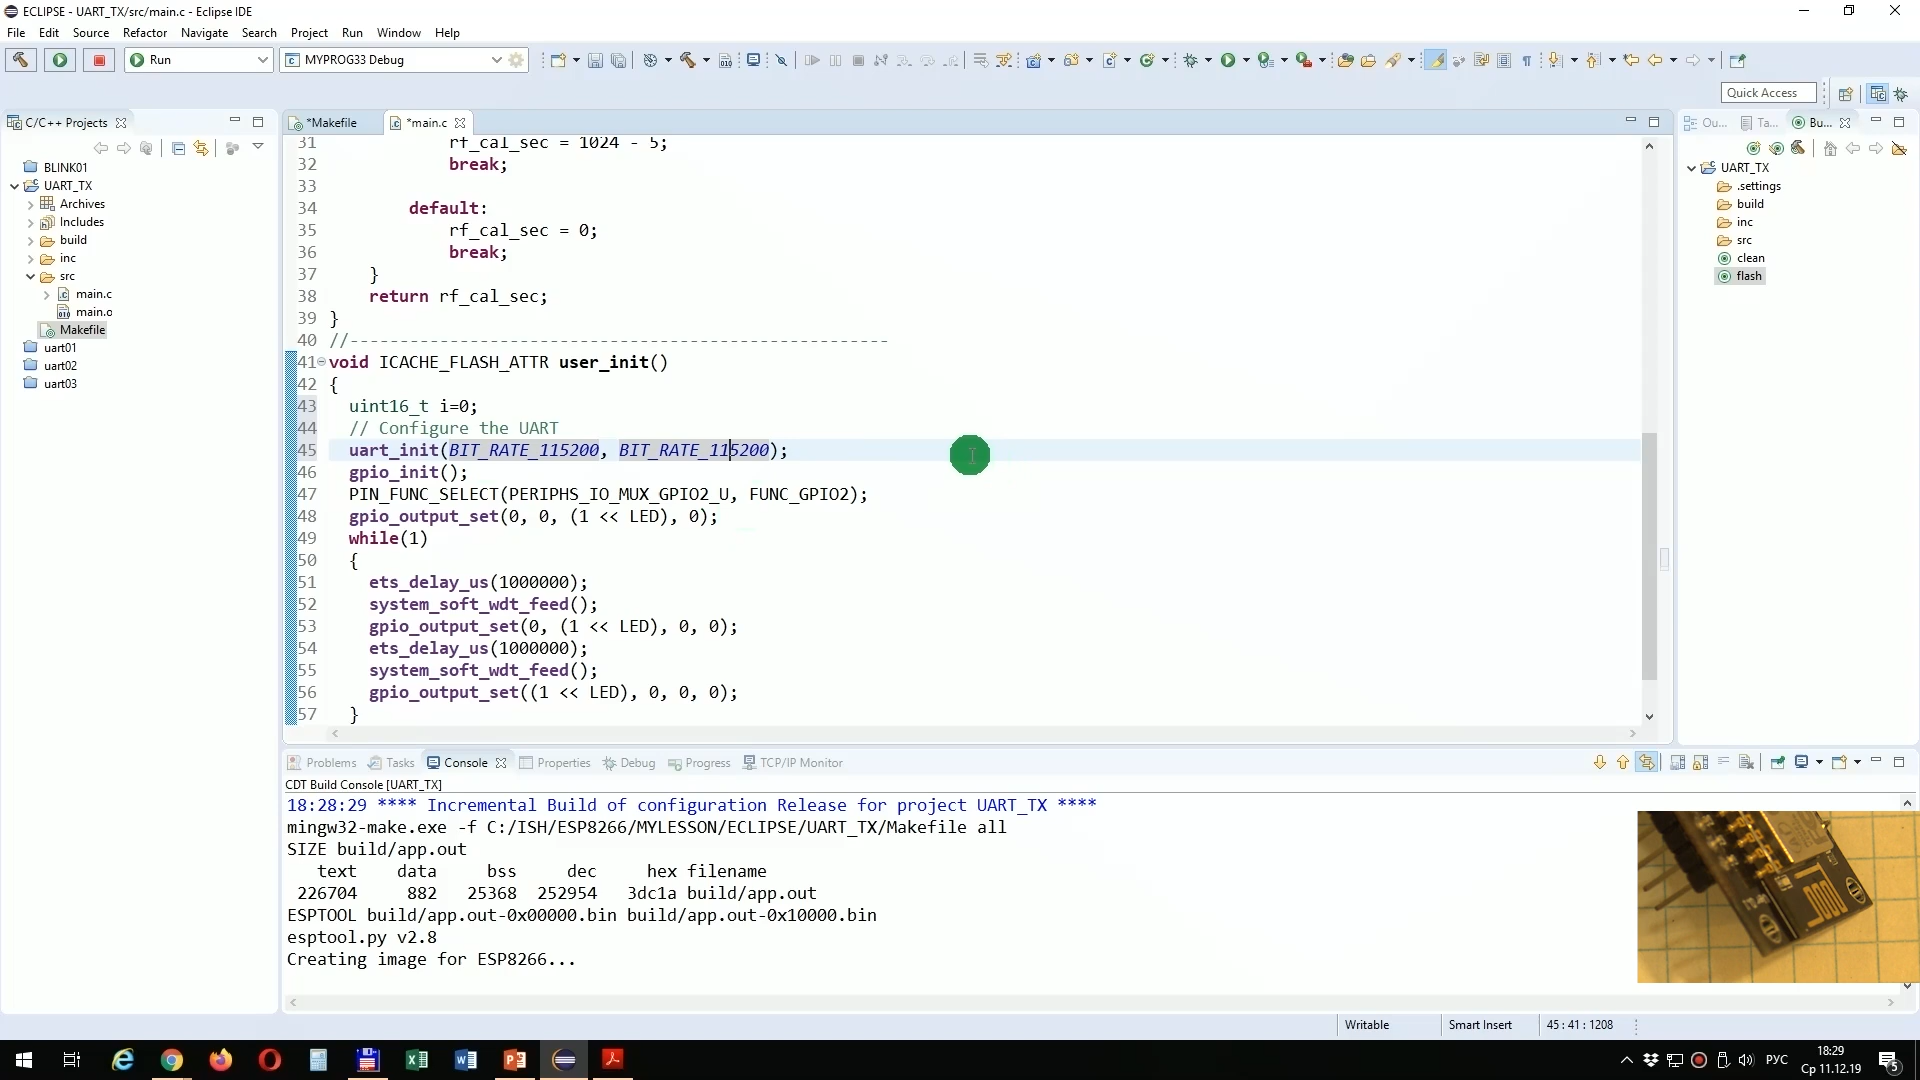 ECLIPSE - UART_TX/src/main.c - Eclipse IDE
File Edit Source Refactor Navigate Search Project Run Window Help
Run MYPROG33 Debug
Quick Access
C/C++ Projects
BLINK01
UART_TX
Archives
Includes
build
inc
src
main.c
main.o
Makefile
uart01
uart02
uart03
*Makefile *main.c
31 rf_cal_sec = 1024 - 5;
32 break;
33
34 default:
35 rf_cal_sec = 0;
36 break;
37 }
38 return rf_cal_sec;
39 }
40 //------------------------------------------------------
41 void ICACHE_FLASH_ATTR user_init()
42 {
43 uint16_t i=0;
44 // Configure the UART
45 uart_init(BIT_RATE_115200, BIT_RATE_115200);
46 gpio_init();
47 PIN_FUNC_SELECT(PERIPHS_IO_MUX_GPIO2_U, FUNC_GPIO2);
48 gpio_output_set(0, 0, (1 << LED), 0);
49 while(1)
50 {
51 ets_delay_us(1000000);
52 system_soft_wdt_feed();
53 gpio_output_set(0, (1 << LED), 0, 0);
54 ets_delay_us(1000000);
55 system_soft_wdt_feed();
56 gpio_output_set((1 << LED), 0, 0, 0);
57 }
Ou... Ta... Bu...
UART_TX
.settings
build
inc
src
clean
flash
Problems Tasks Console Properties Debug Progress TCP/IP Monitor
CDT Build Console [UART_TX]
18:28:29 **** Incremental Build of configuration Release for project UART_TX ****
mingw32-make.exe -f C:/ISH/ESP8266/MYLESSON/ECLIPSE/UART_TX/Makefile all
SIZE build/app.out
text data bss dec hex filename
226704 882 25368 252954 3dc1a build/app.out
ESPTOOL build/app.out-0x00000.bin build/app.out-0x10000.bin
esptool.py v2.8
Creating image for ESP8266...
Writable Smart Insert 45 : 41 : 1208
РУС
18:29
Ср 11.12.19
5